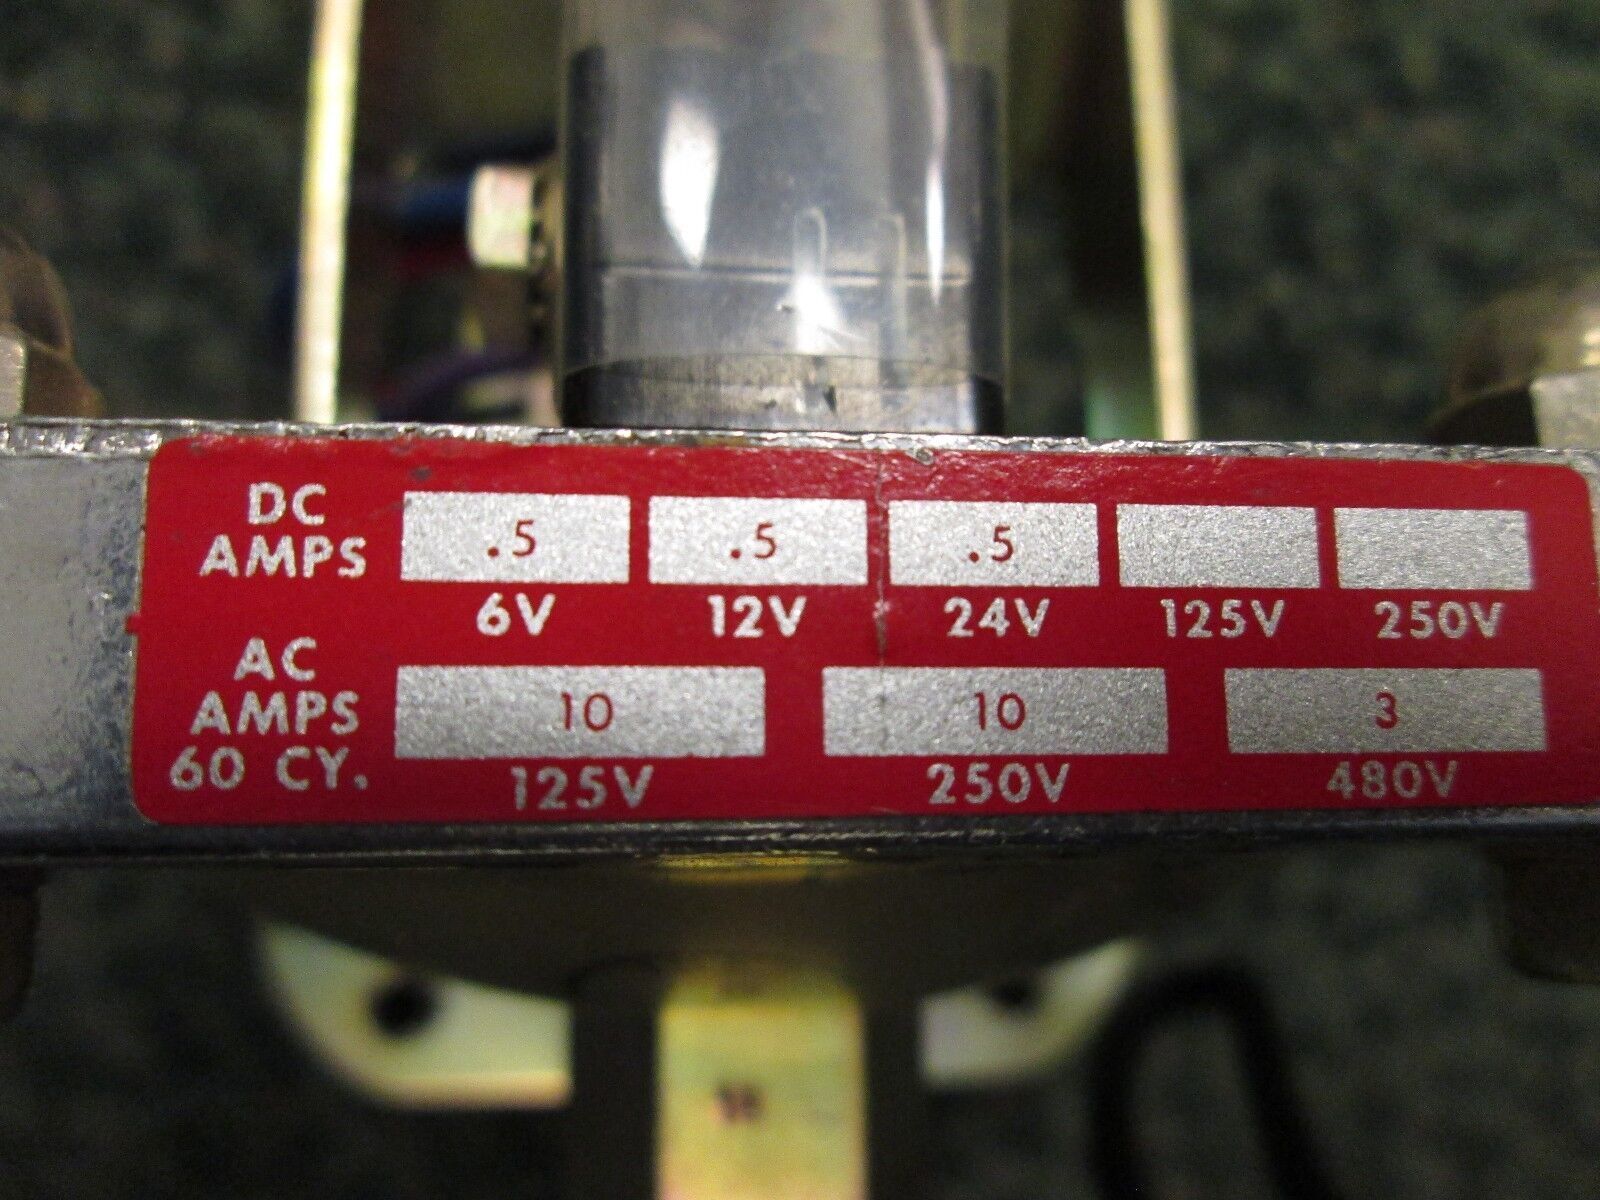 DC AMPS .5 .5 .5
6V 12V 24V 125V 250V
AC AMPS 60 CY. 10 10 3
125V 250V 480V